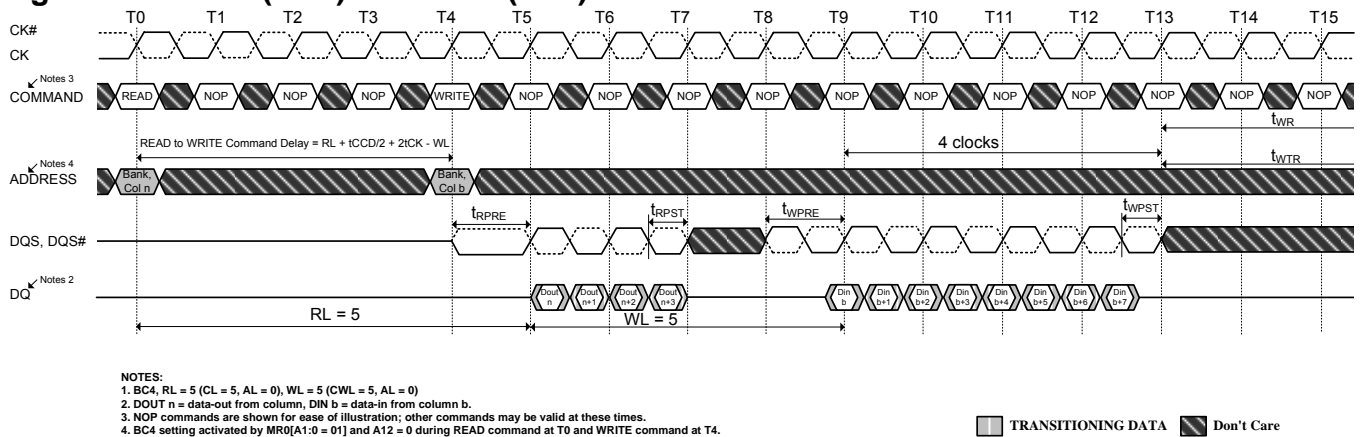 T0 T1 T2 T3 T4 T5 T6 T7 T8 T9 T10 T11 T12 T13 T14 T15
CK#
CK
Notes 3
COMMAND READ NOP NOP NOP WRITE NOP NOP NOP NOP NOP NOP NOP NOP NOP NOP NOP
tWR
READ to WRITE Command Delay = RL + tCCD/2 + 2tCK - WL
4 clocks
tWTR
Notes 4
ADDRESS Bank, Col n Bank, Col b
tRPRE tRPST tWPRE tWPST
DQS, DQS#
Notes 2
DQ Dout n Dout n+1 Dout n+2 Dout n+3 Din b Din b+1 Din b+2 Din b+3 Din b+4 Din b+5 Din b+6 Din b+7
RL = 5 WL = 5
NOTES:
1. BC4, RL = 5 (CL = 5, AL = 0), WL = 5 (CWL = 5, AL = 0)
2. DOUT n = data-out from column, DIN b = data-in from column b.
3. NOP commands are shown for ease of illustration; other commands may be valid at these times.
4. BC4 setting activated by MR0[A1:0 = 01] and A12 = 0 during READ command at T0 and WRITE command at T4.
TRANSITIONING DATA Don't Care